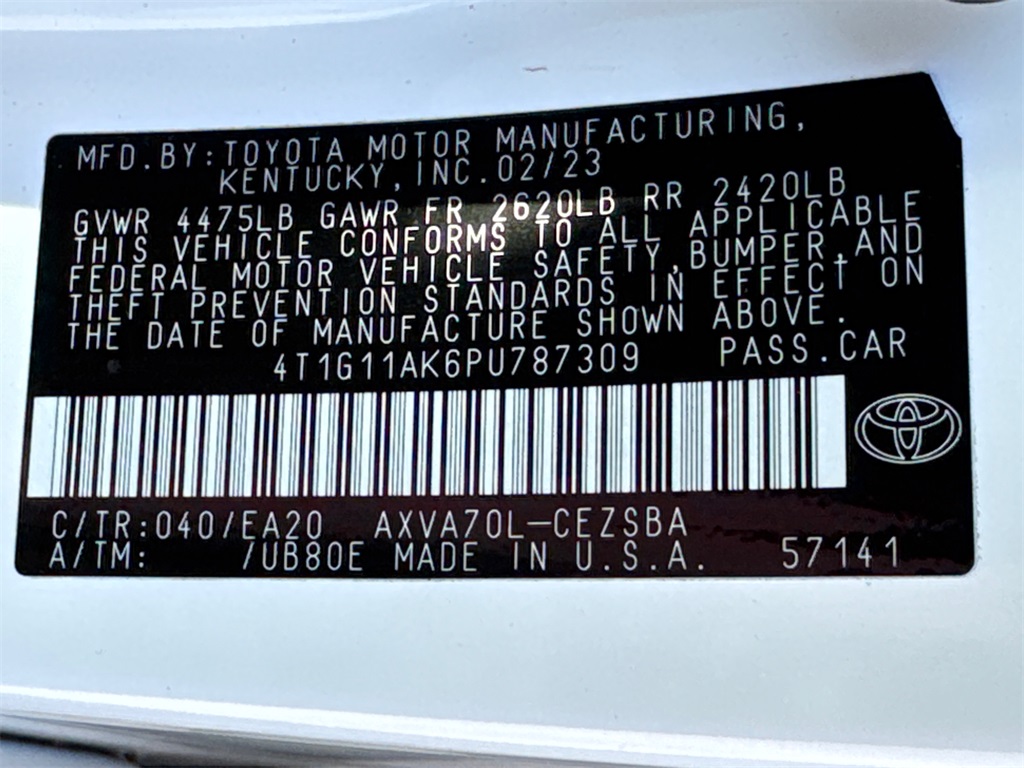 MFD.BY:TOYOTA MOTOR MANUFACTURING,
KENTUCKY,INC.02/23
GVWR 4475LB GAWR FR 2620LB RR 2420LB
THIS VEHICLE CONFORMS TO ALL APPLICABLE
FEDERAL MOTOR VEHICLE SAFETY,BUMPER,AND
THEFT PREVENTION STANDARDS IN EFFECT ON
THE DATE OF MANUFACTURE SHOWN ABOVE.
4T1G11AK6PU787309 PASS.CAR
C/TR:040/EA20 AXVA70L-CEZSBA
A/TM: /UB80E MADE IN U.S.A. 57141